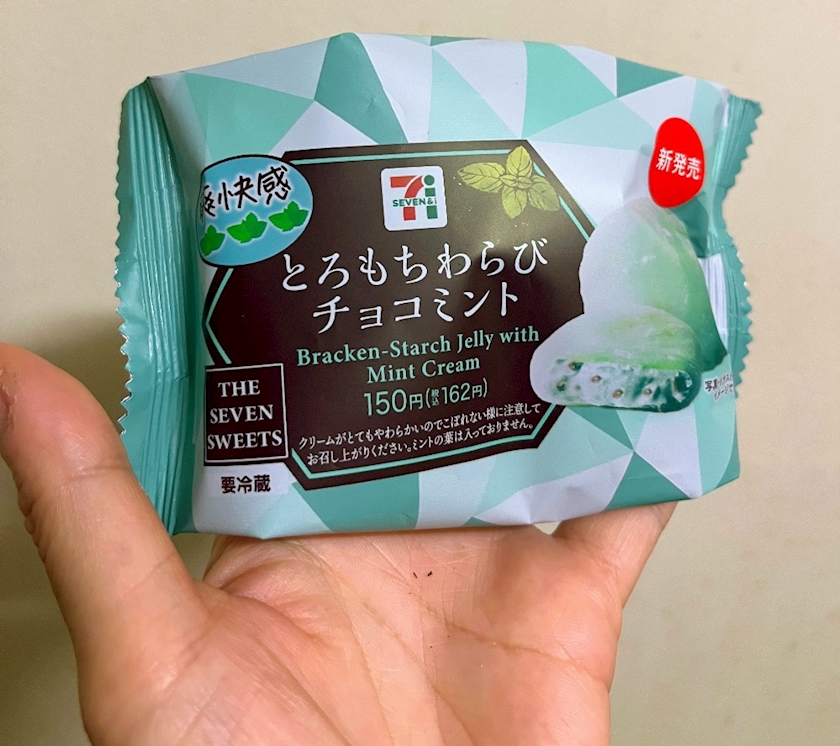 爽快感
新発売
SEVEN&i
とろもちわらび
チョコミント
Bracken-Starch Jelly with
Mint Cream
150円(税込162円)
THE
SEVEN
SWEETS
クリームがとてもやわらかいのでこぼれない様に注意して
お召し上がりください。ミントの葉は入っておりません。
要冷蔵